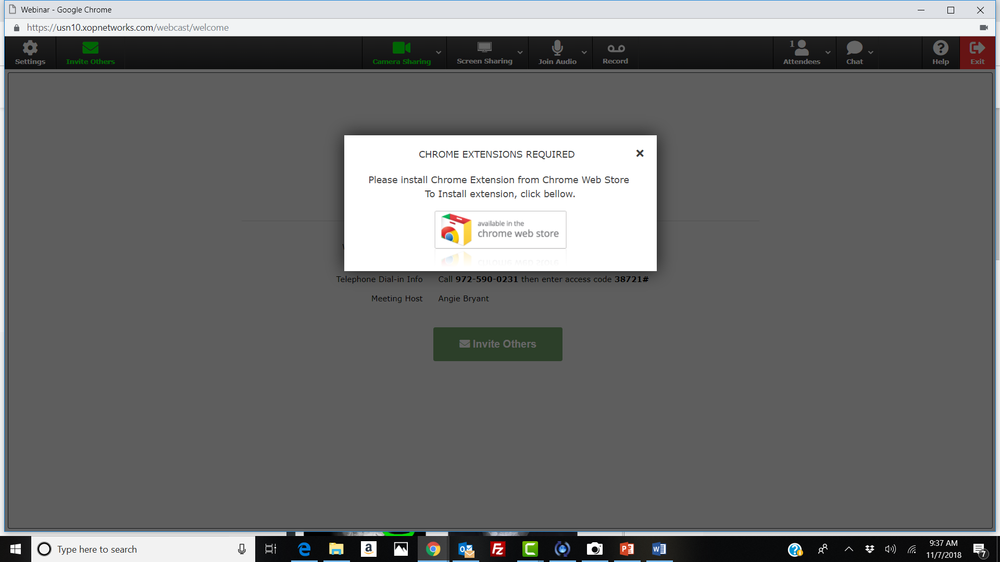 Webinar - Google Chrome
https://usn10.xopnetworks.com/webcast/welcome
Settings
Invite Others
Camera Sharing
Screen Sharing
Join Audio
Record
1
Attendees
Chat
Help
Exit
CHROME EXTENSIONS REQUIRED
Please install Chrome Extension from Chrome Web Store
To Install extension, click bellow.
available in the
chrome web store
Telephone Dial-in Info Call 972-590-0231 then enter access code 38721#
Meeting Host Angie Bryant
Invite Others
Type here to search
9:37 AM
11/7/2018
7